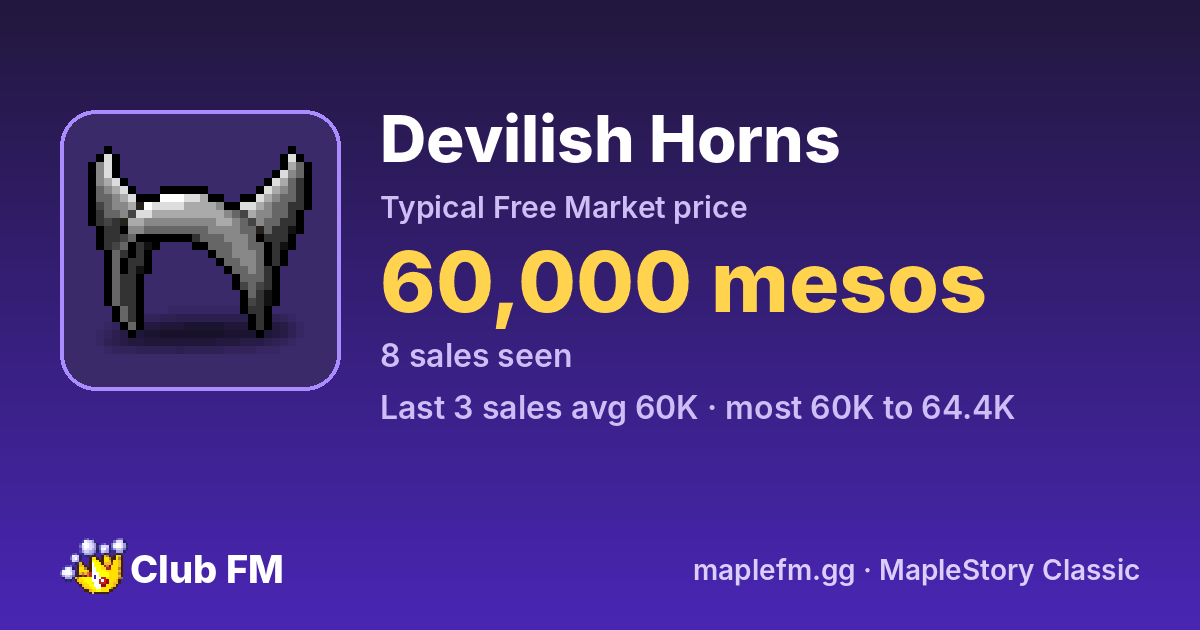 Devilish Horns
Typical Free Market price
60,000 mesos
8 sales seen
Last 3 sales avg 60K · most 60K to 64.4K
Club FM
maplefm.gg · MapleStory Classic